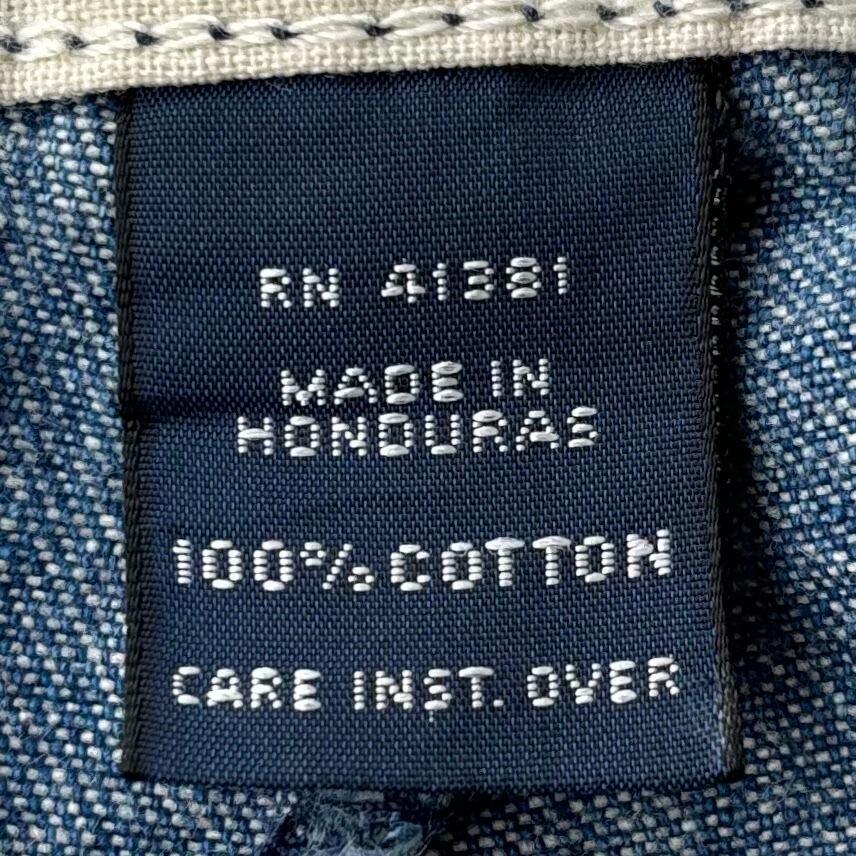 RN 41381
MADE IN
HONDURAS
100% COTTON
CARE INST. OVER